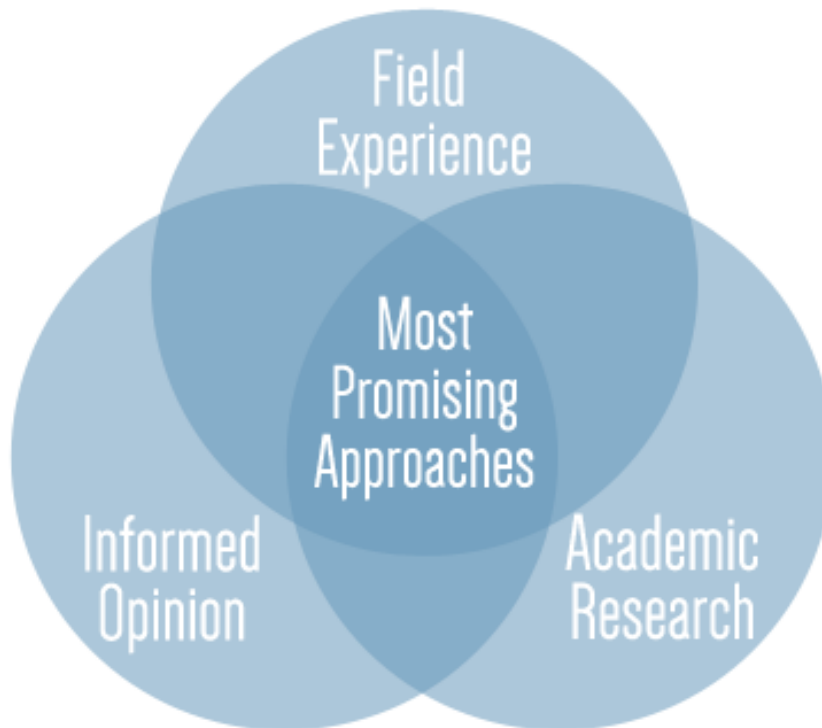 Field
Experience
Most
Promising
Approaches
Informed
Opinion
Academic
Research